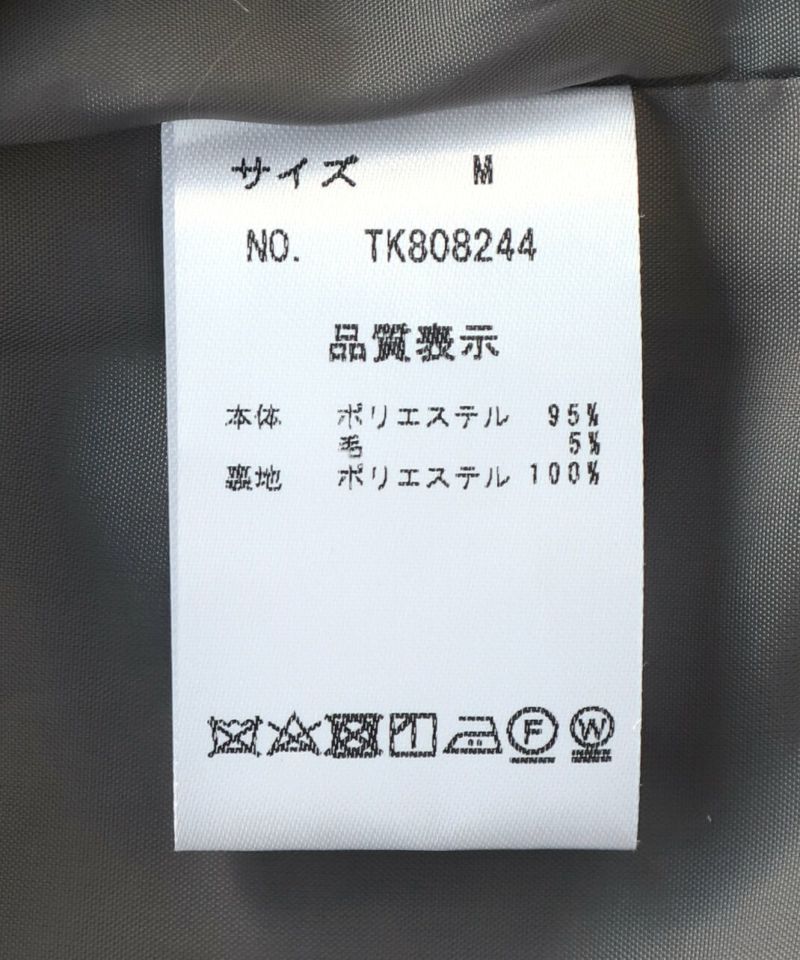 サイズ M
NO. TK808244
品質表示
本体 ポリエステル 95%
毛 5%
裏地 ポリエステル 100%
F W